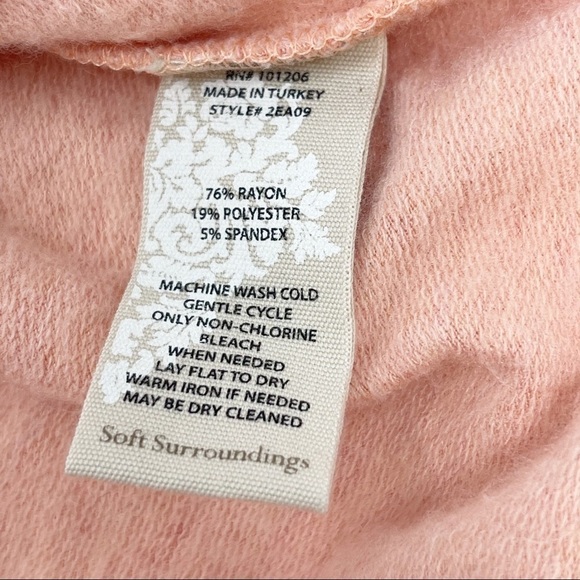 RN# 101206
MADE IN TURKEY
STYLE# 2EA09
76% RAYON
19% POLYESTER
5% SPANDEX
MACHINE WASH COLD
GENTLE CYCLE
ONLY NON-CHLORINE
BLEACH
WHEN NEEDED
LAY FLAT TO DRY
WARM IRON IF NEEDED
MAY BE DRY CLEANED
Soft Surroundings